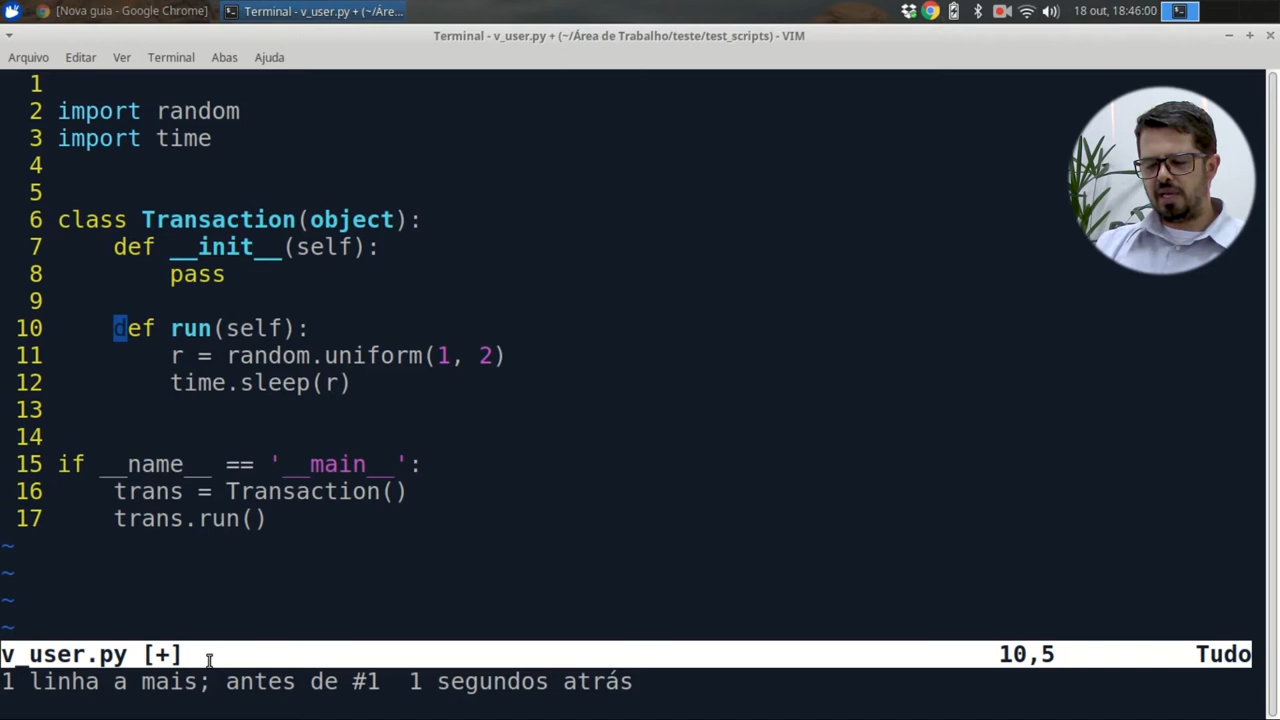 [Nova guia - Google Chrome]
Terminal - v_user.py + (~/Áre...
18 out, 18:46:00
Terminal - v_user.py + (~/Área de Trabalho/teste/test_scripts) - VIM
Arquivo Editar Ver Terminal Abas Ajuda
1
2 import random
3 import time
4
5
6 class Transaction(object):
7     def __init__(self):
8         pass
9
10     def run(self):
11         r = random.uniform(1, 2)
12         time.sleep(r)
13
14
15 if __name__ == '__main__':
16     trans = Transaction()
17     trans.run()
~
~
~
~
v_user.py [+] 10,5 Tudo
1 linha a mais; antes de #1  1 segundos atrás